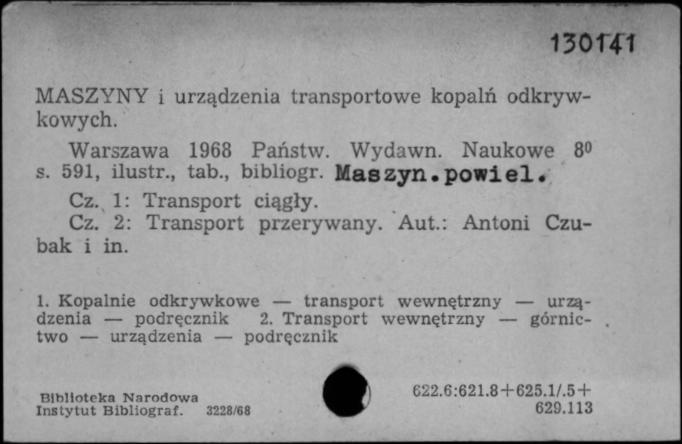 130141
MASZYNY i urządzenia transportowe kopalń odkryw-
kowych.
Warszawa 1968 Państw. Wydawn. Naukowe 8⁰
s. 591, ilustr., tab., bibliogr. Maszyn.powiel.
Cz. 1: Transport ciągły.
Cz. 2: Transport przerywany. Aut.: Antoni Czu-
bak i in.
1. Kopalnie odkrywkowe — transport wewnętrzny — urzą-
dzenia — podręcznik 2. Transport wewnętrzny — górnic-
two — urządzenia — podręcznik
Biblioteka Narodowa
Instytut Bibliograf. 3228/68
622.6:621.8+625.1/.5+
629.113